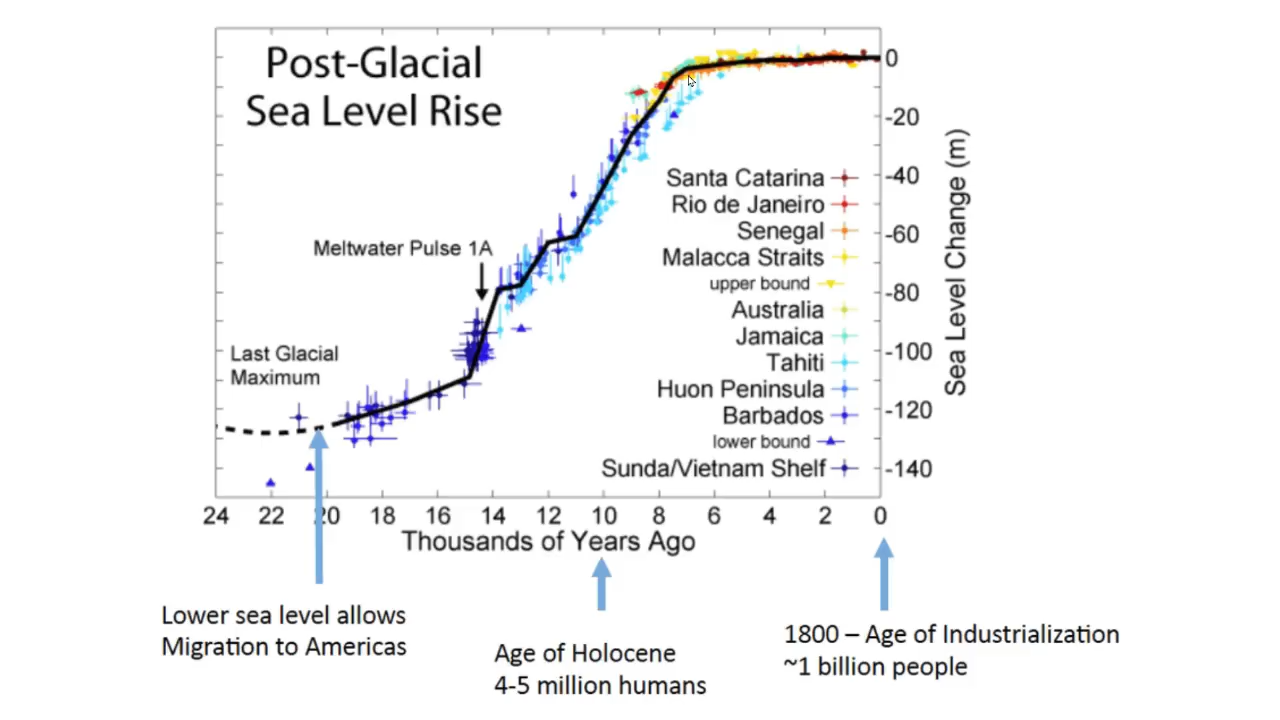 Post-Glacial
Sea Level Rise
Meltwater Pulse 1A
Last Glacial
Maximum
Santa Catarina
Rio de Janeiro
Senegal
Malacca Straits
upper bound
Australia
Jamaica
Tahiti
Huon Peninsula
Barbados
lower bound
Sunda/Vietnam Shelf
0
-20
-40
-60
-80
-100
-120
-140
Sea Level Change (m)
24 22 20 18 16 14 12 10 8 6 4 2 0
Thousands of Years Ago
Lower sea level allows
Migration to Americas
Age of Holocene
4-5 million humans
1800 – Age of Industrialization
~1 billion people